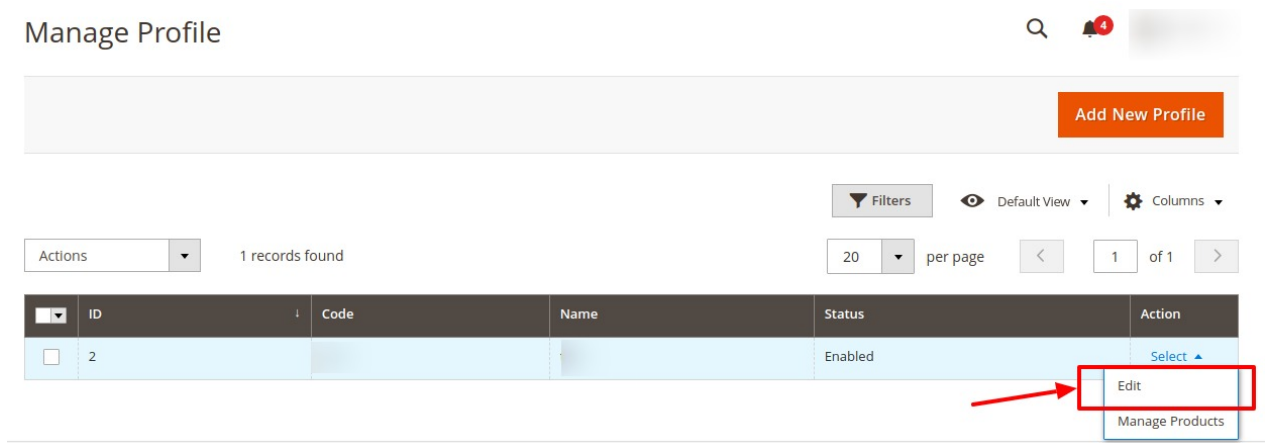 Manage Profile
4
Add New Profile
Filters
Default View
Columns
Actions
1 records found
20
per page
1
of 1
ID ↓ Code Name Status Action
2 Enabled Select
Edit
Manage Products